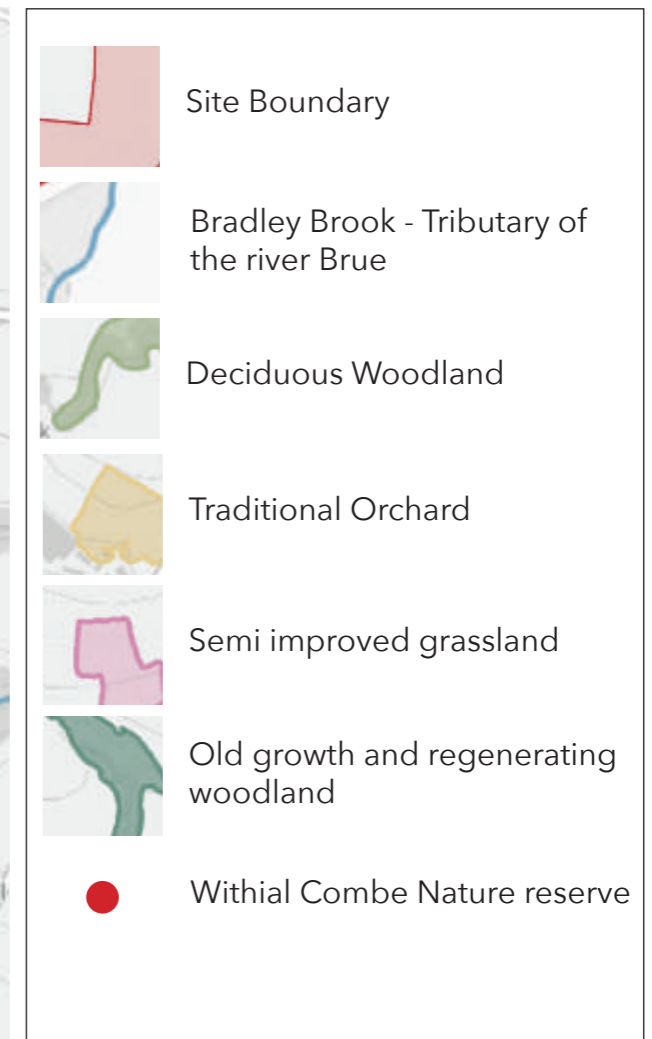 Site Boundary
Bradley Brook - Tributary of
the river Brue
Deciduous Woodland
Traditional Orchard
Semi improved grassland
Old growth and regenerating
woodland
Withial Combe Nature reserve